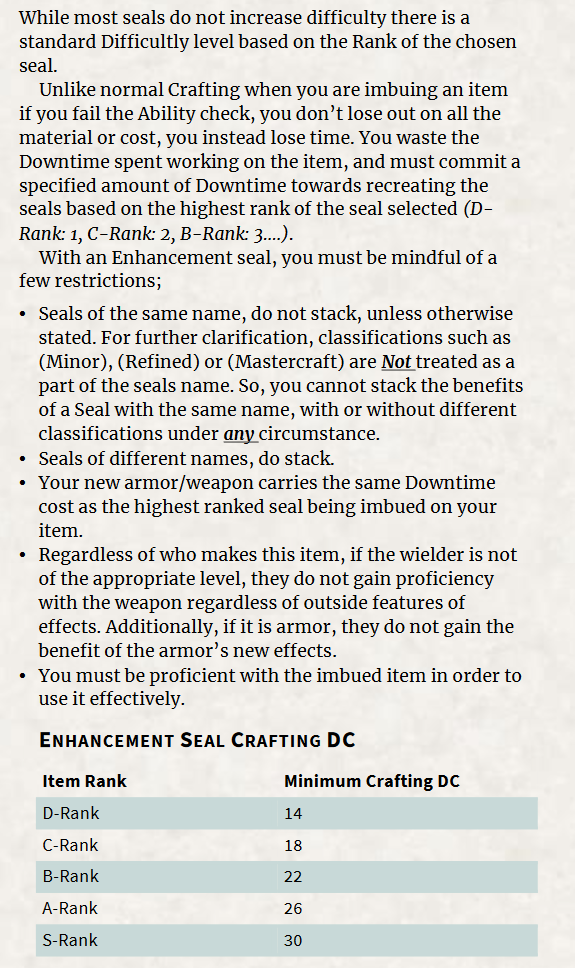 While most seals do not increase difficulty there is a
standard Difficultly level based on the Rank of the chosen
seal.
Unlike normal Crafting when you are imbuing an item
if you fail the Ability check, you don’t lose out on all the
material or cost, you instead lose time. You waste the
Downtime spent working on the item, and must commit a
specified amount of Downtime towards recreating the
seals based on the highest rank of the seal selected (D-
Rank: 1, C-Rank: 2, B-Rank: 3....).
With an Enhancement seal, you must be mindful of a
few restrictions;
• Seals of the same name, do not stack, unless otherwise
stated. For further clarification, classifications such as
(Minor), (Refined) or (Mastercraft) are Not treated as a
part of the seals name. So, you cannot stack the benefits
of a Seal with the same name, with or without different
classifications under any circumstance.
• Seals of different names, do stack.
• Your new armor/weapon carries the same Downtime
cost as the highest ranked seal being imbued on your
item.
• Regardless of who makes this item, if the wielder is not
of the appropriate level, they do not gain proficiency
with the weapon regardless of outside features of
effects. Additionally, if it is armor, they do not gain the
benefit of the armor’s new effects.
• You must be proficient with the imbued item in order to
use it effectively.
ENHANCEMENT SEAL CRAFTING DC
Item Rank Minimum Crafting DC
D-Rank 14
C-Rank 18
B-Rank 22
A-Rank 26
S-Rank 30